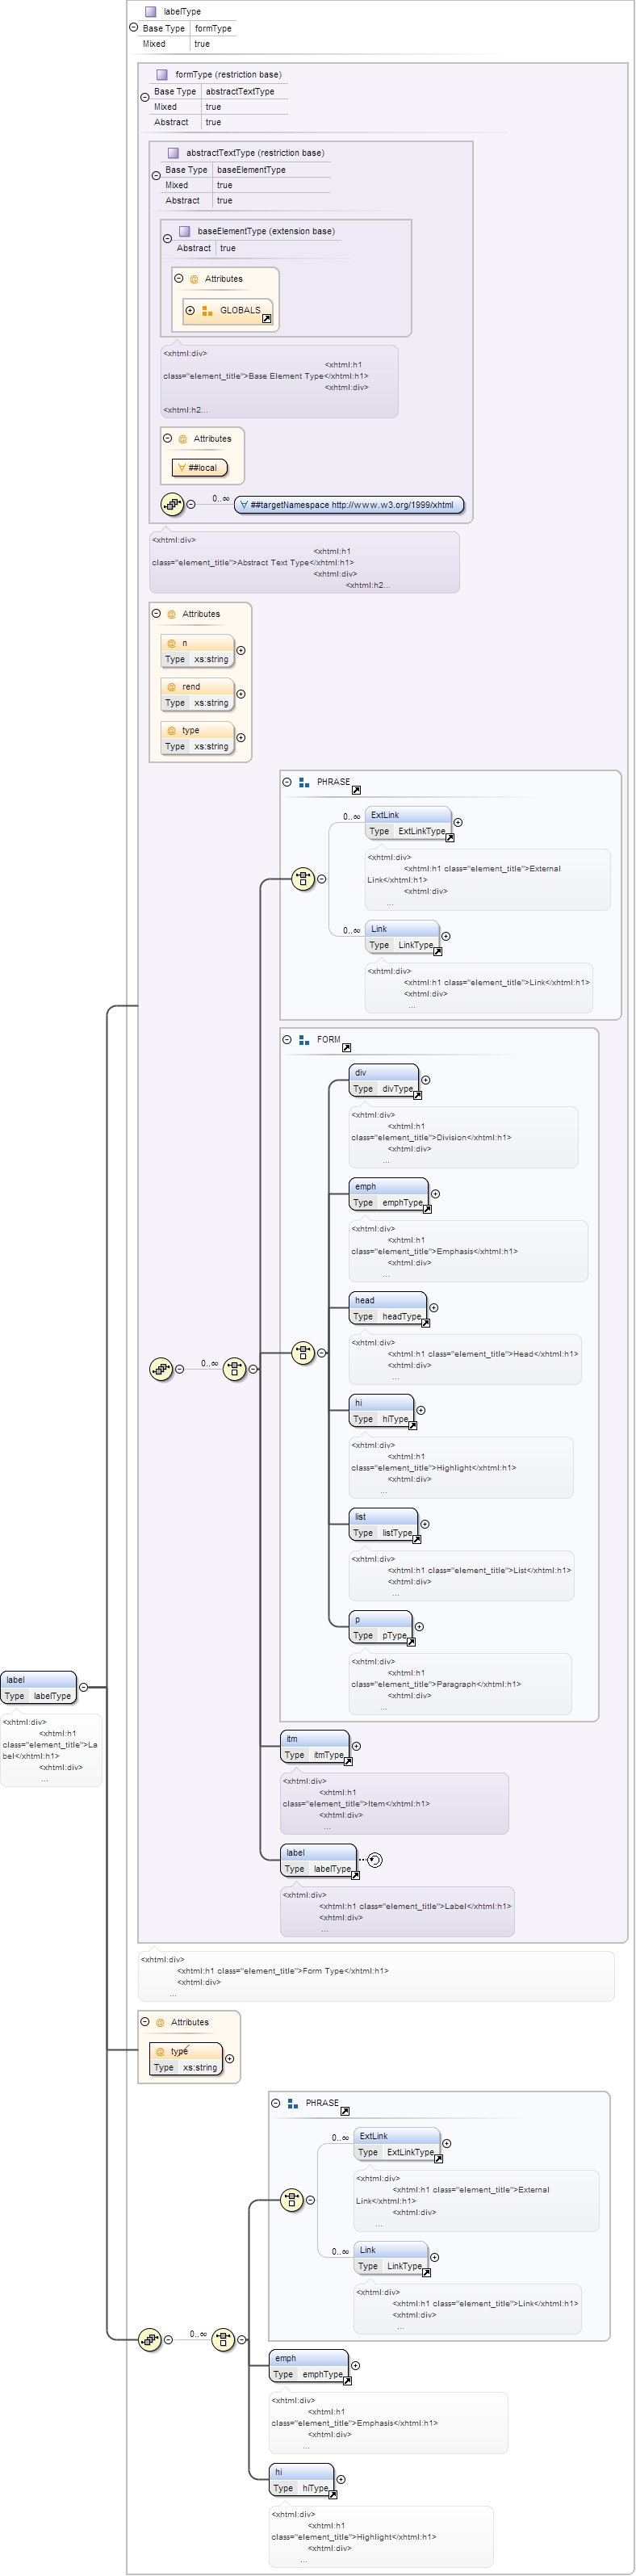 labelType
Base Type formType
Mixed true
formType (restriction base)
Base Type abstractTextType
Mixed true
Abstract true
abstractTextType (restriction base)
Base Type baseElementType
Mixed true
Abstract true
baseElementType (extension base)
Abstract true
@ Attributes
GLOBALS
<xhtml:div>
<xhtml:h1
class="element_title">Base Element Type</xhtml:h1>
<xhtml:div>
<xhtml:h2...
@ Attributes
∀ ##local
0..∞
∀ ##targetNamespace http://www.w3.org/1999/xhtml
<xhtml:div>
<xhtml:h1
class="element_title">Abstract Text Type</xhtml:h1>
<xhtml:div>
<xhtml:h2...
@ Attributes
@ n
Type xs:string
@ rend
Type xs:string
@ type
Type xs:string
PHRASE
0..∞
ExtLink
Type ExtLinkType
<xhtml:div>
<xhtml:h1 class="element_title">External
Link</xhtml:h1>
<xhtml:div>
...
0..∞
Link
Type LinkType
<xhtml:div>
<xhtml:h1 class="element_title">Link</xhtml:h1>
<xhtml:div>
...
FORM
div
Type divType
<xhtml:div>
<xhtml:h1
class="element_title">Division</xhtml:h1>
<xhtml:div>
...
emph
Type emphType
<xhtml:div>
<xhtml:h1
class="element_title">Emphasis</xhtml:h1>
<xhtml:div>
...
head
Type headType
<xhtml:div>
<xhtml:h1 class="element_title">Head</xhtml:h1>
<xhtml:div>
...
0..∞
hi
Type hiType
<xhtml:div>
<xhtml:h1
class="element_title">Highlight</xhtml:h1>
<xhtml:div>
...
list
Type listType
<xhtml:div>
<xhtml:h1 class="element_title">List</xhtml:h1>
<xhtml:div>
...
p
Type pType
<xhtml:div>
<xhtml:h1
class="element_title">Paragraph</xhtml:h1>
<xhtml:div>
...
label
Type labelType
<xhtml:div>
<xhtml:h1
class="element_title">La
bel</xhtml:h1>
<xhtml:div>
...
itm
Type itmType
<xhtml:div>
<xhtml:h1
class="element_title">Item</xhtml:h1>
<xhtml:div>
...
label
Type labelType
<xhtml:div>
<xhtml:h1 class="element_title">Label</xhtml:h1>
<xhtml:div>
...
<xhtml:div>
<xhtml:h1 class="element_title">Form Type</xhtml:h1>
<xhtml:div>
...
@ Attributes
@ type
Type xs:string
PHRASE
0..∞
ExtLink
Type ExtLinkType
<xhtml:div>
<xhtml:h1 class="element_title">External
Link</xhtml:h1>
<xhtml:div>
...
0..∞
Link
Type LinkType
<xhtml:div>
<xhtml:h1 class="element_title">Link</xhtml:h1>
<xhtml:div>
...
0..∞
emph
Type emphType
<xhtml:div>
<xhtml:h1
class="element_title">Emphasis</xhtml:h1>
<xhtml:div>
...
hi
Type hiType
<xhtml:div>
<xhtml:h1
class="element_title">Highlight</xhtml:h1>
<xhtml:div>
...